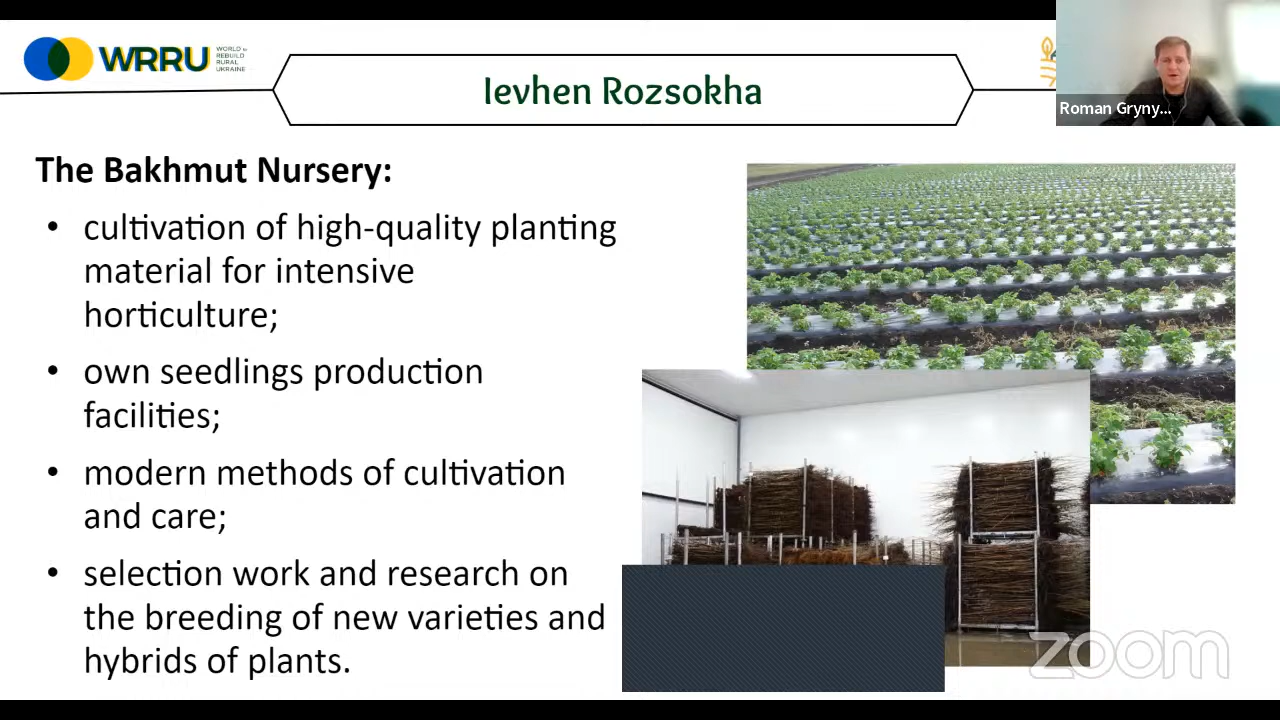 WRRU
WORLD to
REBUILD
RURAL
UKRAINE
Ievhen Rozsokha
Roman Gryny...
The Bakhmut Nursery:
• cultivation of high-quality planting
material for intensive
horticulture;
• own seedlings production
facilities;
• modern methods of cultivation
and care;
• selection work and research on
the breeding of new varieties and
hybrids of plants.
zoom